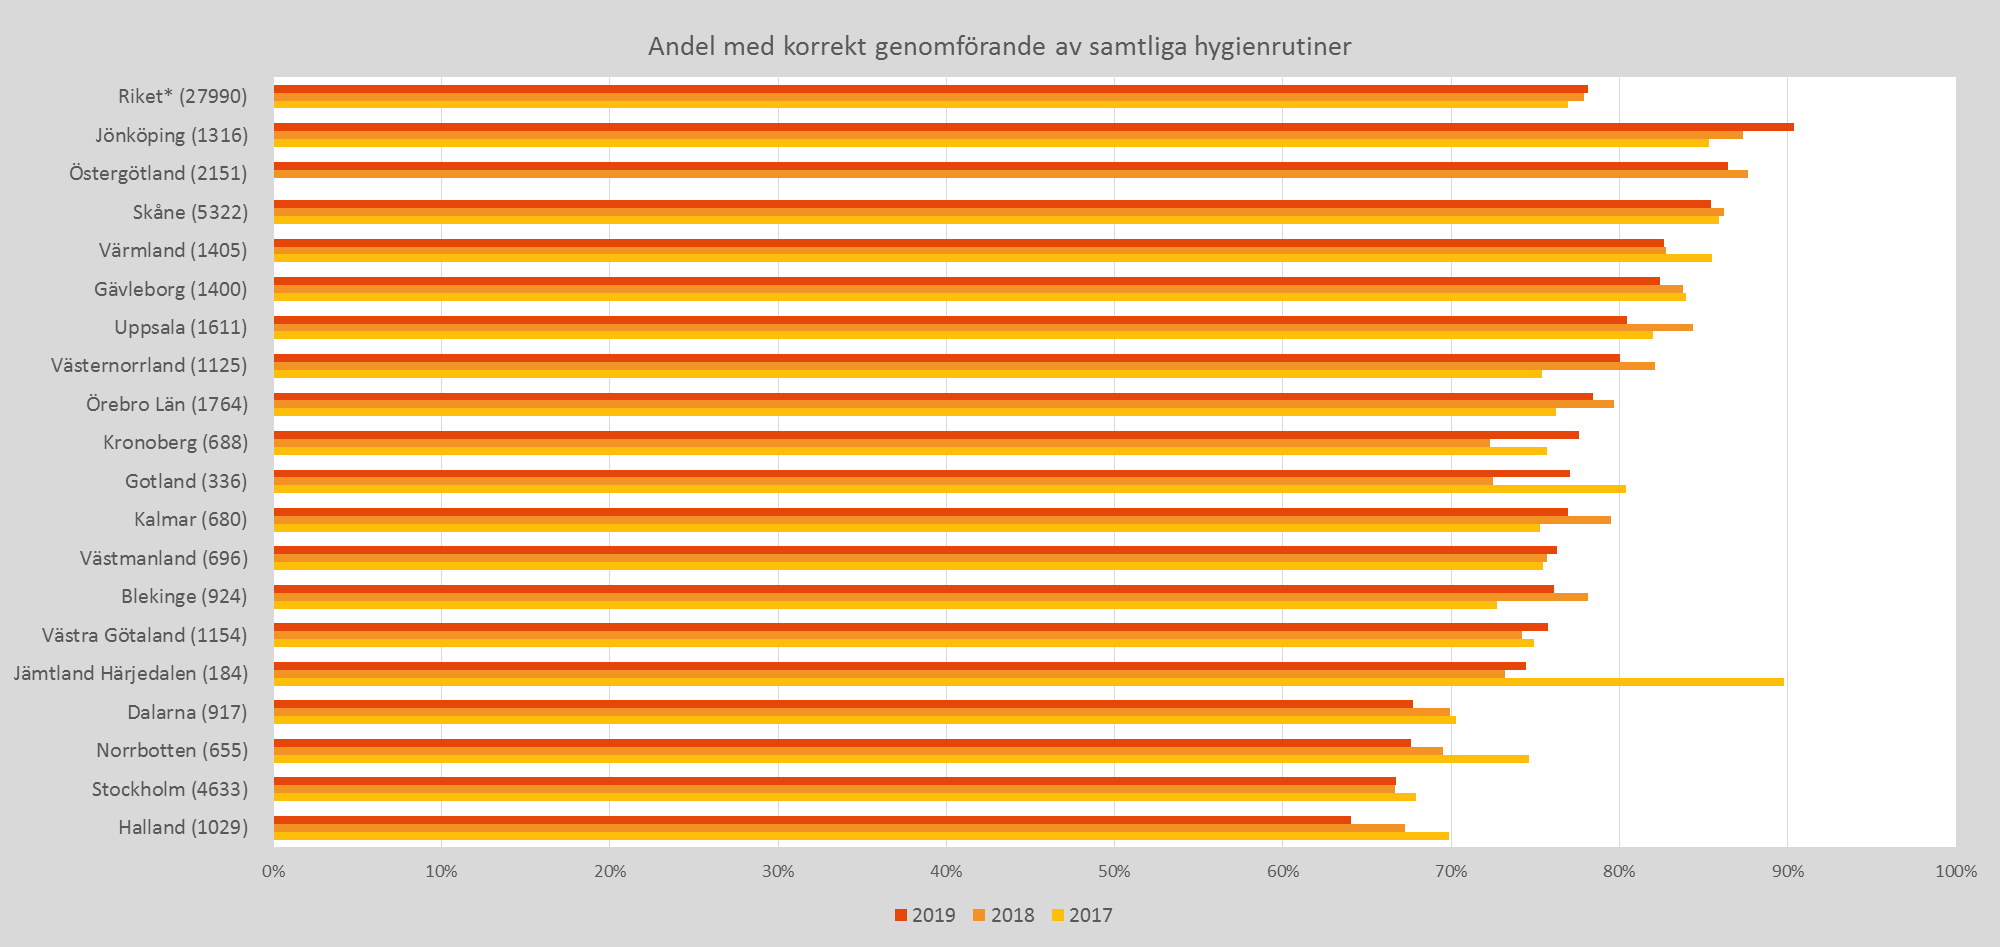 Andel med korrekt genomförande av samtliga hygienrutiner
Riket* (27990)
Jönköping (1316)
Östergötland (2151)
Skåne (5322)
Värmland (1405)
Gävleborg (1400)
Uppsala (1611)
Västernorrland (1125)
Örebro Län (1764)
Kronoberg (688)
Gotland (336)
Kalmar (680)
Västmanland (696)
Blekinge (924)
Västra Götaland (1154)
Jämtland Härjedalen (184)
Dalarna (917)
Norrbotten (655)
Stockholm (4633)
Halland (1029)
0% 10% 20% 30% 40% 50% 60% 70% 80% 90% 100%
2019 2018 2017